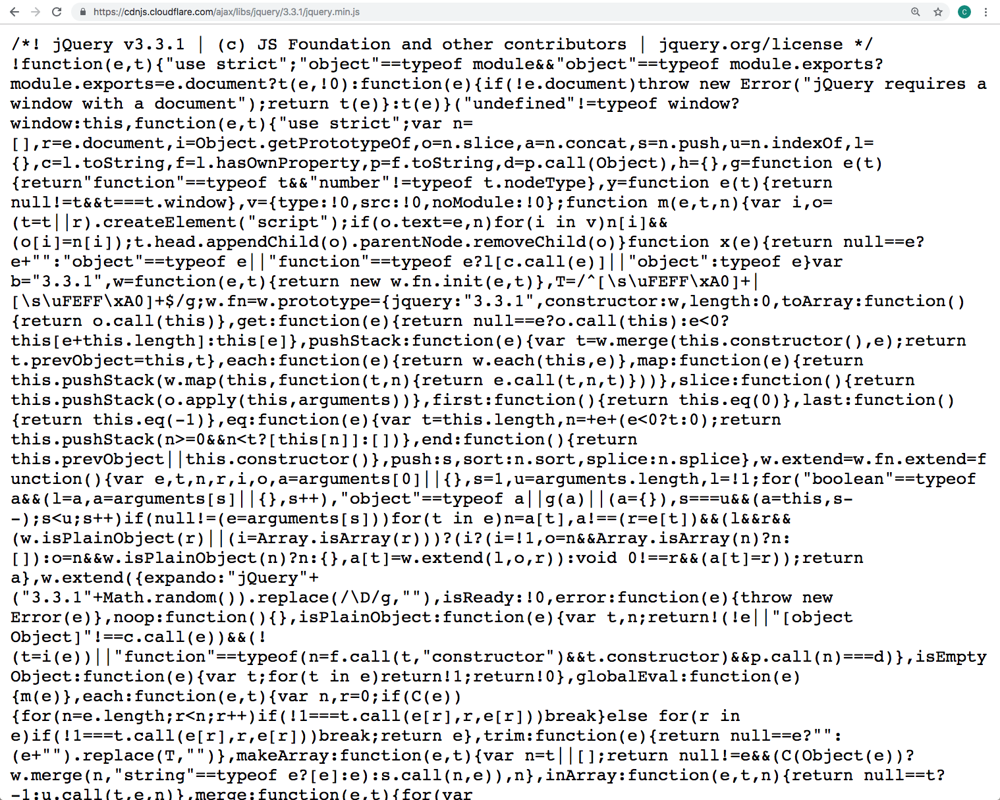 https://cdnjs.cloudflare.com/ajax/libs/jquery/3.3.1/jquery.min.js
C
/*! jQuery v3.3.1 | (c) JS Foundation and other contributors | jquery.org/license */
!function(e,t){"use strict";"object"==typeof module&&"object"==typeof module.exports?
module.exports=e.document?t(e,!0):function(e){if(!e.document)throw new Error("jQuery requires a
window with a document");return t(e)}:t(e)}("undefined"!=typeof window?
window:this,function(e,t){"use strict";var n=
[],r=e.document,i=Object.getPrototypeOf,o=n.slice,a=n.concat,s=n.push,u=n.indexOf,l=
{},c=l.toString,f=l.hasOwnProperty,p=f.toString,d=p.call(Object),h={},g=function e(t)
{return"function"==typeof t&&"number"!=typeof t.nodeType},y=function e(t){return
null!=t&&t===t.window},v={type:!0,src:!0,noModule:!0};function m(e,t,n){var i,o=
(t=t||r).createElement("script");if(o.text=e,n)for(i in v)n[i]&&
(o[i]=n[i]);t.head.appendChild(o).parentNode.removeChild(o)}function x(e){return null==e?
e+"":"object"==typeof e||"function"==typeof e?l[c.call(e)]||"object":typeof e}var
b="3.3.1",w=function(e,t){return new w.fn.init(e,t)},T=/^[\s\uFEFF\xA0]+|
[\s\uFEFF\xA0]+$/g;w.fn=w.prototype={jquery:"3.3.1",constructor:w,length:0,toArray:function()
{return o.call(this)},get:function(e){return null==e?o.call(this):e<0?
this[e+this.length]:this[e]},pushStack:function(e){var t=w.merge(this.constructor(),e);return
t.prevObject=this,t},each:function(e){return w.each(this,e)},map:function(e){return
this.pushStack(w.map(this,function(t,n){return e.call(t,n,t)}))},slice:function(){return
this.pushStack(o.apply(this,arguments))},first:function(){return this.eq(0)},last:function()
{return this.eq(-1)},eq:function(e){var t=this.length,n=+e+(e<0?t:0);return
this.pushStack(n>=0&&n<t?[this[n]]:[])},end:function(){return
this.prevObject||this.constructor()},push:s,sort:n.sort,splice:n.splice},w.extend=w.fn.extend=f
unction(){var e,t,n,r,i,o,a=arguments[0]||{},s=1,u=arguments.length,l=!1;for("boolean"==typeof
a&&(l=a,a=arguments[s]||{},s++),"object"==typeof a||g(a)||(a={}),s===u&&(a=this,s-
-);s<u;s++)if(null!=(e=arguments[s]))for(t in e)n=a[t],a!==(r=e[t])&&(l&&r&&
(w.isPlainObject(r)||(i=Array.isArray(r)))?(i?(i=!1,o=n&&Array.isArray(n)?n:
[]):o=n&&w.isPlainObject(n)?n:{},a[t]=w.extend(l,o,r)):void 0!==r&&(a[t]=r));return
a},w.extend({expando:"jQuery"+
("3.3.1"+Math.random()).replace(/\D/g,""),isReady:!0,error:function(e){throw new
Error(e)},noop:function(){},isPlainObject:function(e){var t,n;return!(!e||"[object
Object]"!==c.call(e))&&(!
(t=i(e))||"function"==typeof(n=f.call(t,"constructor")&&t.constructor)&&p.call(n)===d)},isEmpty
Object:function(e){var t;for(t in e)return!1;return!0},globalEval:function(e)
{m(e)},each:function(e,t){var n,r=0;if(C(e))
{for(n=e.length;r<n;r++)if(!1===t.call(e[r],r,e[r]))break}else for(r in
e)if(!1===t.call(e[r],r,e[r]))break;return e},trim:function(e){return null==e?"":
(e+"").replace(T,"")},makeArray:function(e,t){var n=t||[];return null!=e&&(C(Object(e))?
w.merge(n,"string"==typeof e?[e]:e):s.call(n,e)),n},inArray:function(e,t,n){return null==t?
-1:u.call(t,e,n)},merge:function(e,t){for(var